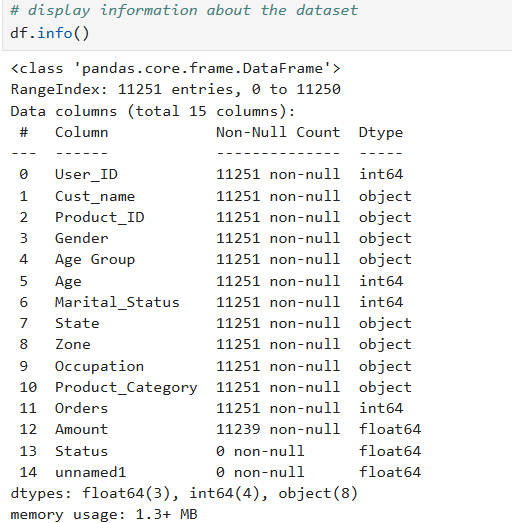 # display information about the dataset
df.info()
<class 'pandas.core.frame.DataFrame'>
RangeIndex: 11251 entries, 0 to 11250
Data columns (total 15 columns):
 #   Column            Non-Null Count  Dtype
---  ------            --------------  -----
 0   User_ID           11251 non-null  int64
 1   Cust_name         11251 non-null  object
 2   Product_ID        11251 non-null  object
 3   Gender            11251 non-null  object
 4   Age Group         11251 non-null  object
 5   Age               11251 non-null  int64
 6   Marital_Status    11251 non-null  int64
 7   State             11251 non-null  object
 8   Zone              11251 non-null  object
 9   Occupation        11251 non-null  object
 10  Product_Category  11251 non-null  object
 11  Orders            11251 non-null  int64
 12  Amount            11239 non-null  float64
 13  Status            0 non-null      float64
 14  unnamed1          0 non-null      float64
dtypes: float64(3), int64(4), object(8)
memory usage: 1.3+ MB